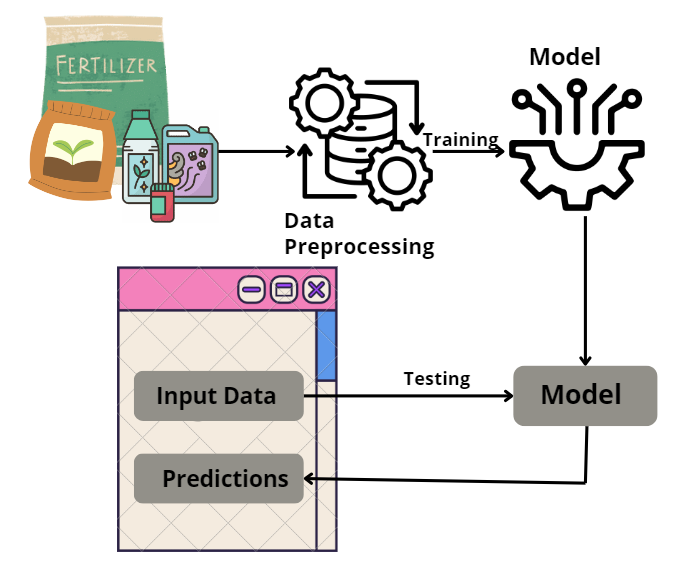 FERTILIZER
Model
Training
Data
Preprocessing
Testing
Input Data
Model
Predictions